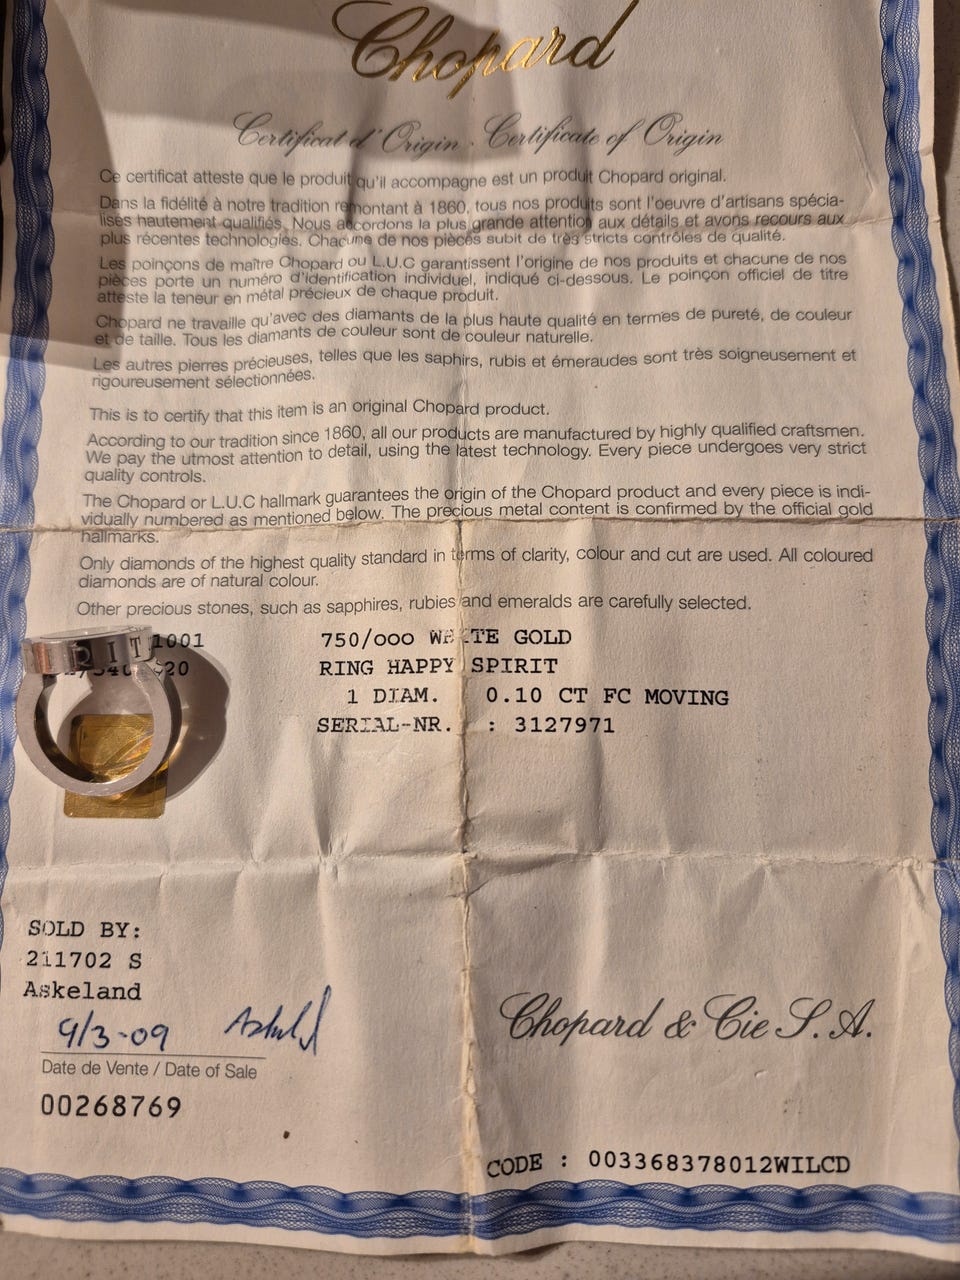 Chopard
Certificat d'Origin - Certificate of Origin
Ce certificat atteste que le produit qu'il accompagne est un produit Chopard original.
Dans la fidélité à notre tradition remontant à 1860, tous nos produits sont l'oeuvre d'artisans spécia-
lisés hautement qualifiés. Nous accordons la plus grande attention aux détails et avons recours aux
plus récentes technologies. Chacune de nos pièces subit de très stricts contrôles de qualité.
Les poinçons de maître Chopard ou L.U.C garantissent l'origine de nos produits et chacune de nos
pièces porte un numéro d'identification individuel, indiqué ci-dessous. Le poinçon officiel de titre
atteste la teneur en métal précieux de chaque produit.
Chopard ne travaille qu'avec des diamants de la plus haute qualité en termes de pureté, de couleur
et de taille. Tous les diamants de couleur sont de couleur naturelle.
Les autres pierres précieuses, telles que les saphirs, rubis et émeraudes sont très soigneusement et
rigoureusement sélectionnées.
This is to certify that this item is an original Chopard product.
According to our tradition since 1860, all our products are manufactured by highly qualified craftsmen.
We pay the utmost attention to detail, using the latest technology. Every piece undergoes very strict
quality controls.
The Chopard or L.U.C hallmark guarantees the origin of the Chopard product and every piece is indi-
vidually numbered as mentioned below. The precious metal content is confirmed by the official gold
hallmarks.
Only diamonds of the highest quality standard in terms of clarity, colour and cut are used. All coloured
diamonds are of natural colour.
Other precious stones, such as sapphires, rubies and emeralds are carefully selected.
1001 750/000 WHITE GOLD
20 RING HAPPY SPIRIT
1 DIAM. 0.10 CT FC MOVING
SERIAL-NR. : 3127971
SOLD BY:
211702 S
Askeland
9/3-09
Date de Vente / Date of Sale
00268769
Chopard & Cie S.A.
CODE : 003368378012WILCD